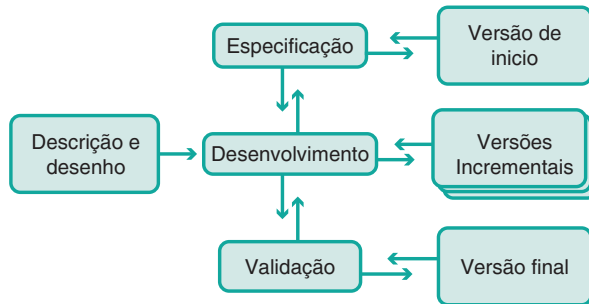 Especificação
Versão de
inicio
Descrição e
desenho
Desenvolvimento
Versões
Incrementais
Validação
Versão final